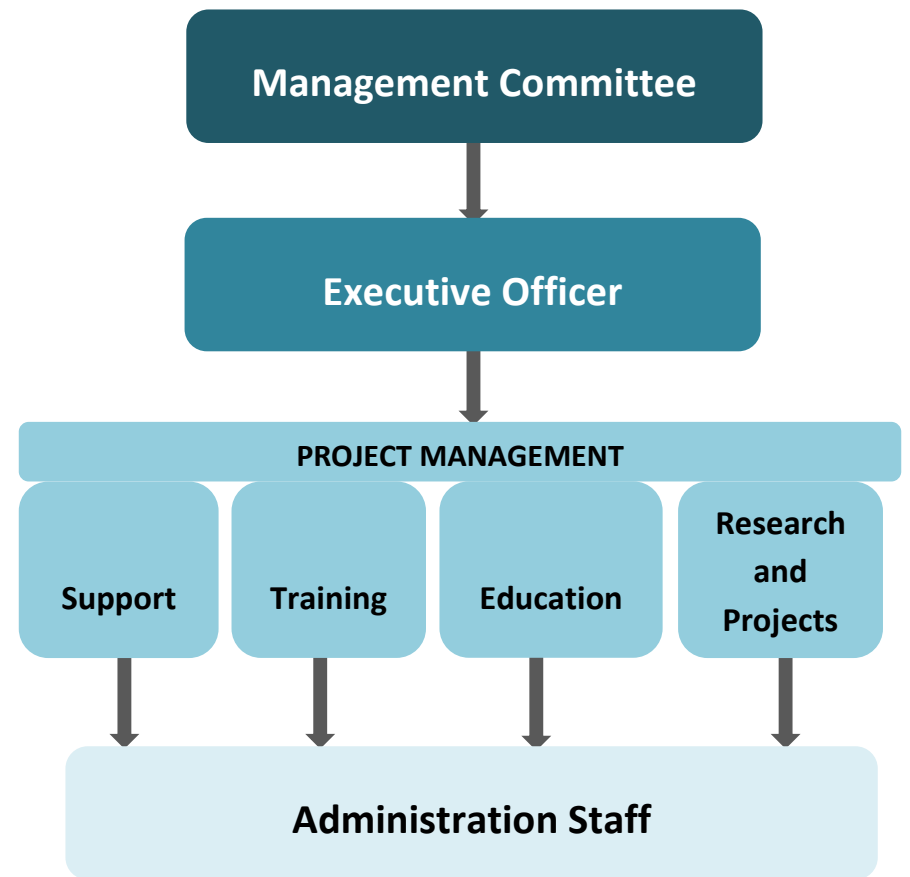 Management Committee
Executive Officer
PROJECT MANAGEMENT
Support
Training
Education
Research
and
Projects
Administration Staff